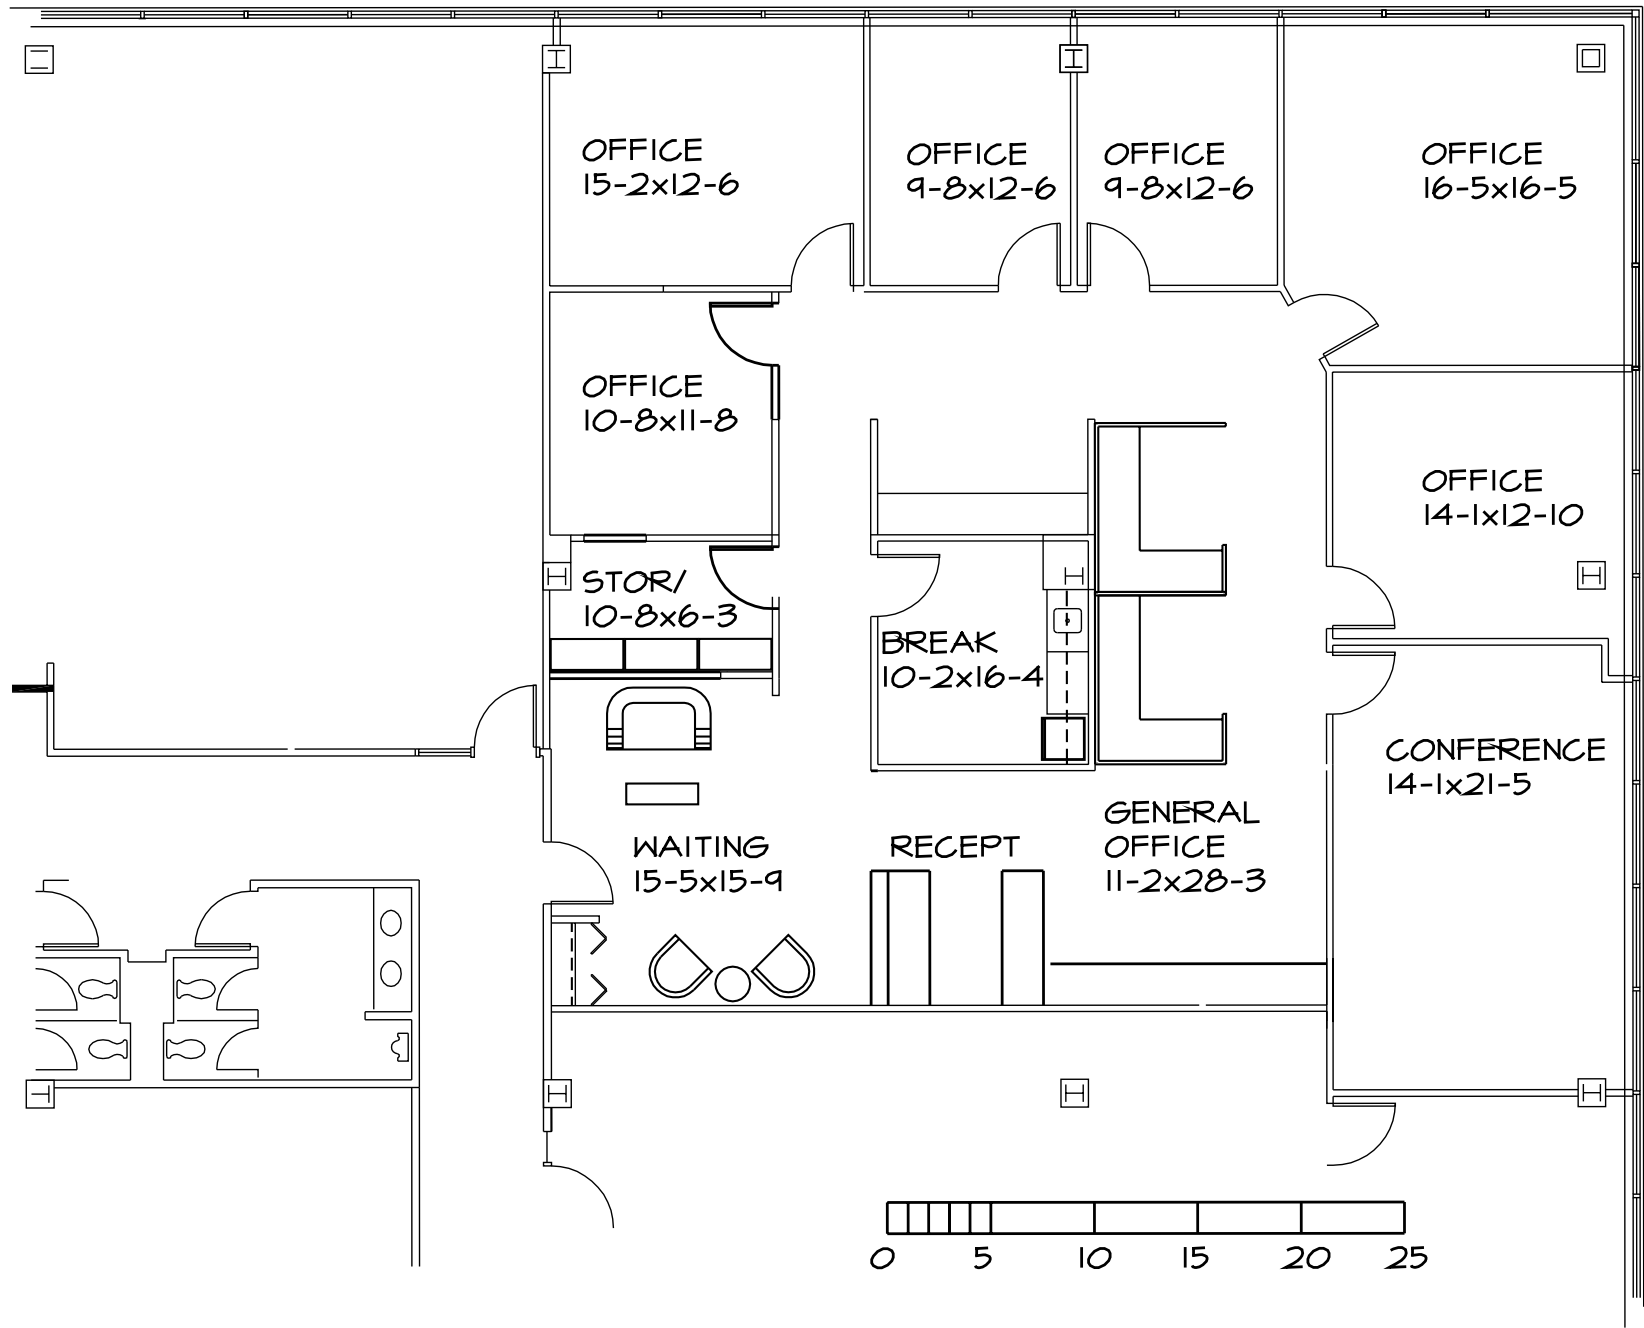 OFFICE
15-2x12-6
OFFICE
9-8x12-6
OFFICE
9-8x12-6
OFFICE
16-5x16-5
OFFICE
10-8x11-8
OFFICE
14-1x12-10
STOR/
10-8x6-3
BREAK
10-2x16-4
CONFERENCE
14-1x21-5
WAITING
15-5x15-9
RECEPT
GENERAL
OFFICE
11-2x28-3
0 5 10 15 20 25